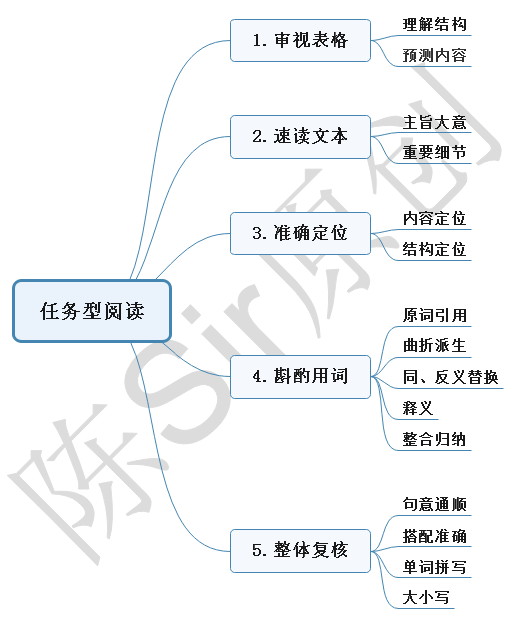 1.审视表格
理解结构
预测内容
2.速读文本
主旨大意
重要细节
3.准确定位
内容定位
结构定位
任务型阅读
4.斟酌用词
原词引用
曲折派生
同、反义替换
释义
整合归纳
5.整体复核
句意通顺
搭配准确
单词拼写
大小写
陈Sir原创